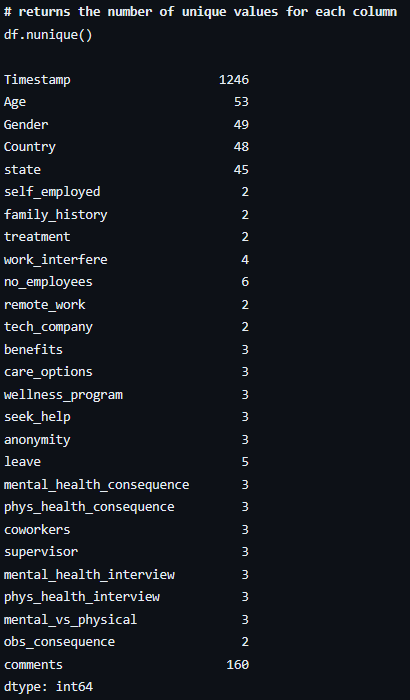 # returns the number of unique values for each column
df.nunique()
Timestamp 1246
Age 53
Gender 49
Country 48
state 45
self_employed 2
family_history 2
treatment 2
work_interfere 4
no_employees 6
remote_work 2
tech_company 2
benefits 3
care_options 3
wellness_program 3
seek_help 3
anonymity 3
leave 5
mental_health_consequence 3
phys_health_consequence 3
coworkers 3
supervisor 3
mental_health_interview 3
phys_health_interview 3
mental_vs_physical 3
obs_consequence 2
comments 160
dtype: int64